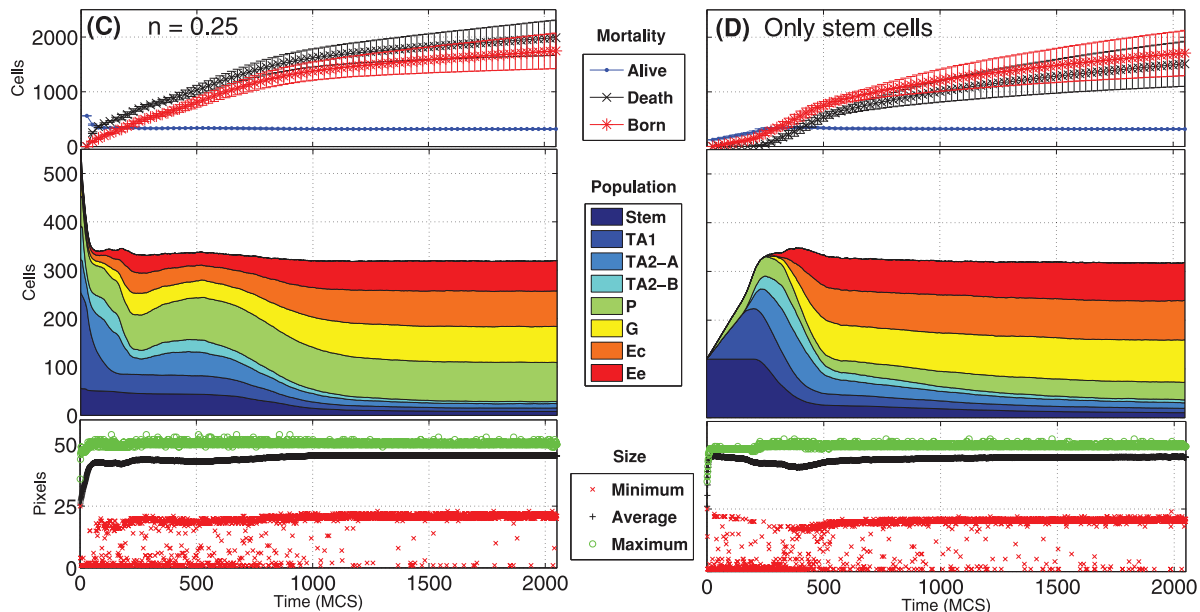 (C) n = 0.25
Cells
2000
1000
0
Mortality
Alive
Death
Born
(D) Only stem cells
Cells
500
400
300
200
100
0
Population
Stem
TA1
TA2-A
TA2-B
P
G
Ec
Ee
Pixels
50
25
0
0
500
1000
1500
2000
Time (MCS)
Size
Minimum
Average
Maximum
0
500
1000
1500
2000
Time (MCS)